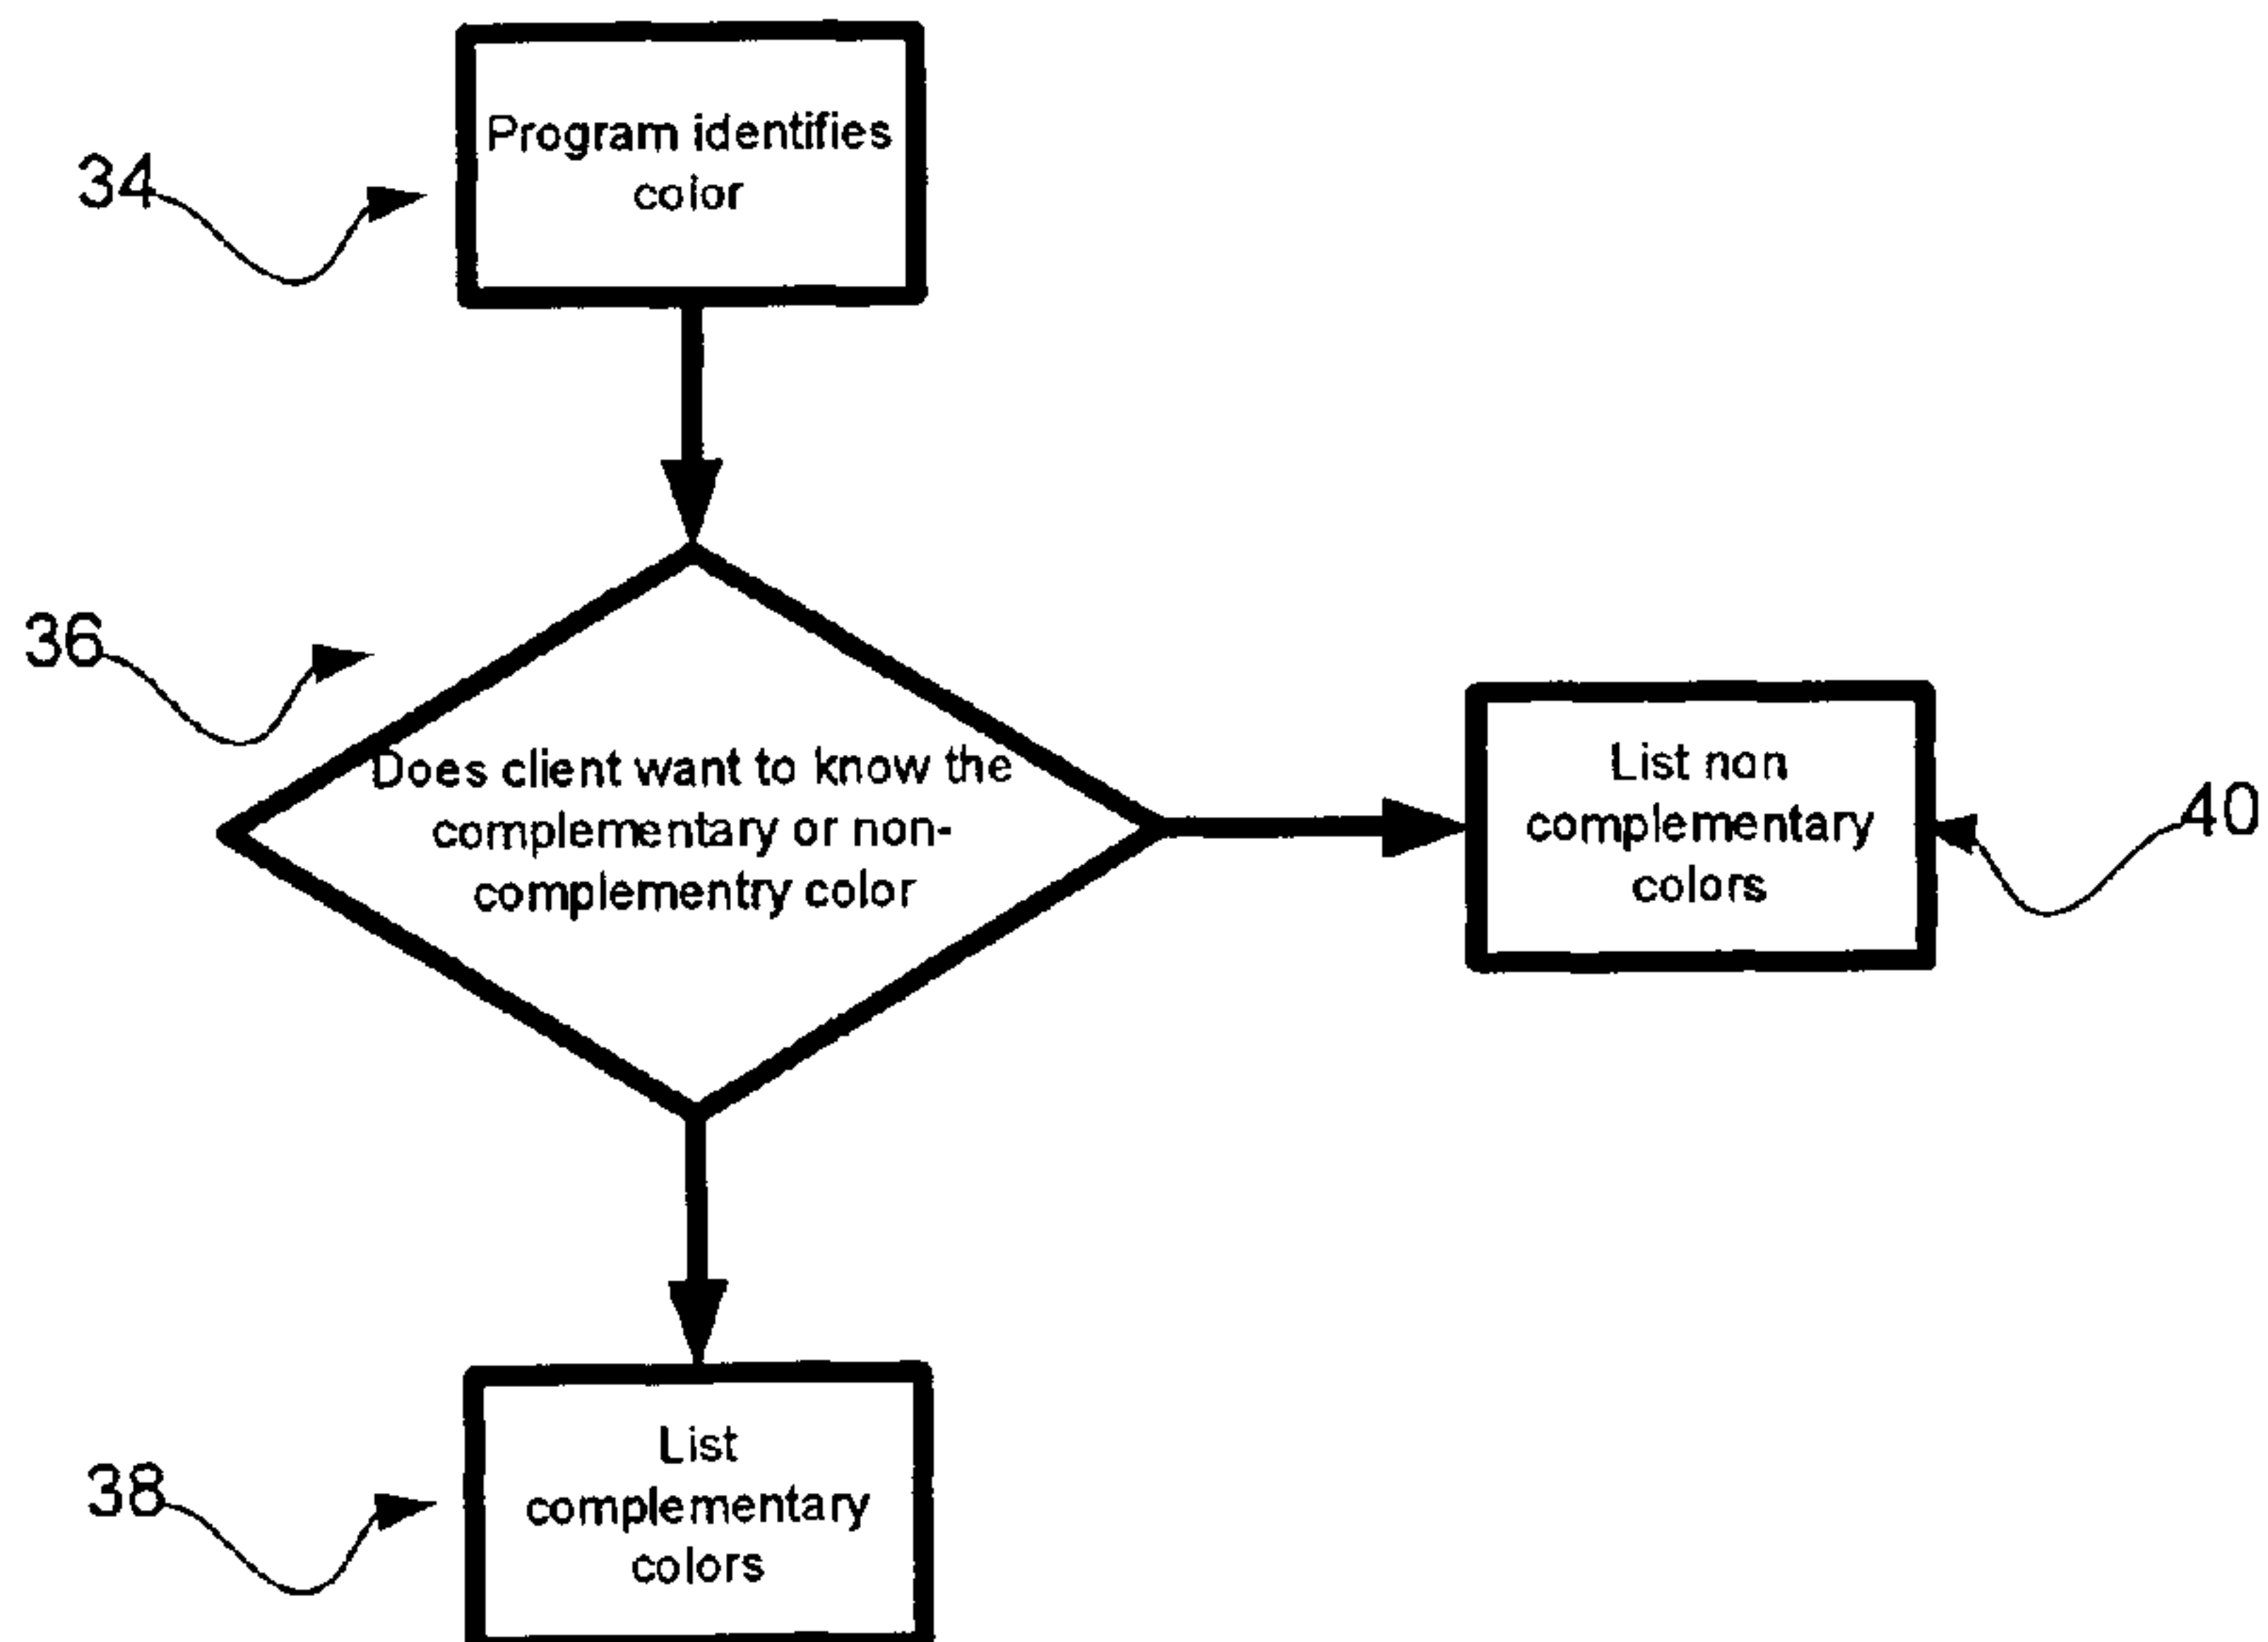 Program identifies
color
34
36
Does client want to know the
complementary or non-
complementry color
List non
complementary
colors
40
List
complementary
colors
38